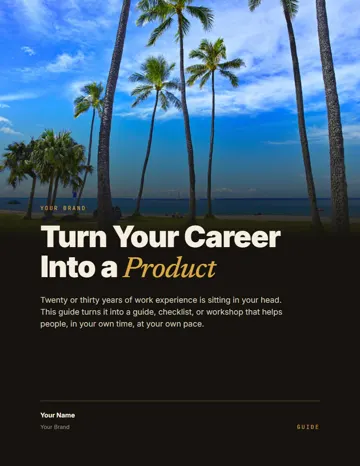 YOUR BRAND
Turn Your Career
Into a Product
Twenty or thirty years of work experience is sitting in your head.
This guide turns it into a guide, checklist, or workshop that helps
people, in your own time, at your own pace.
Your Name
Your Brand
GUIDE